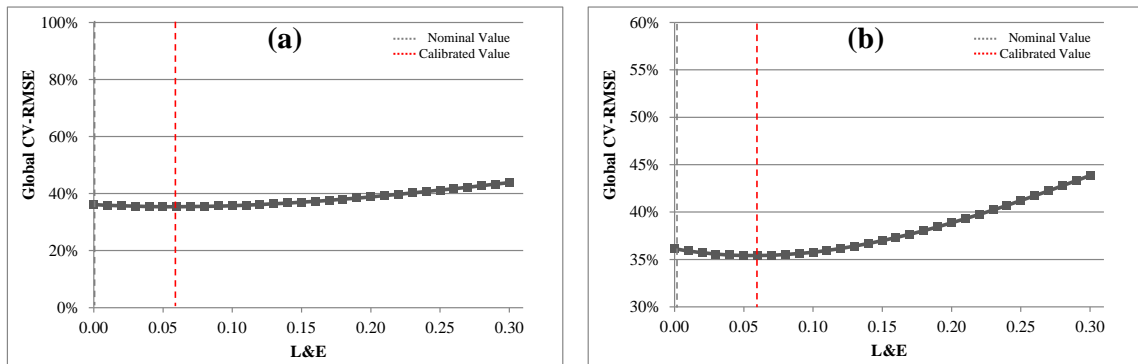 (a)
Nominal Value
Calibrated Value
Global CV-RMSE
100%
80%
60%
40%
20%
0%
0.00 0.05 0.10 0.15 0.20 0.25 0.30
L&E
(b)
Nominal Value
Calibrated Value
Global CV-RMSE
60%
55%
50%
45%
40%
35%
30%
0.00 0.05 0.10 0.15 0.20 0.25 0.30
L&E